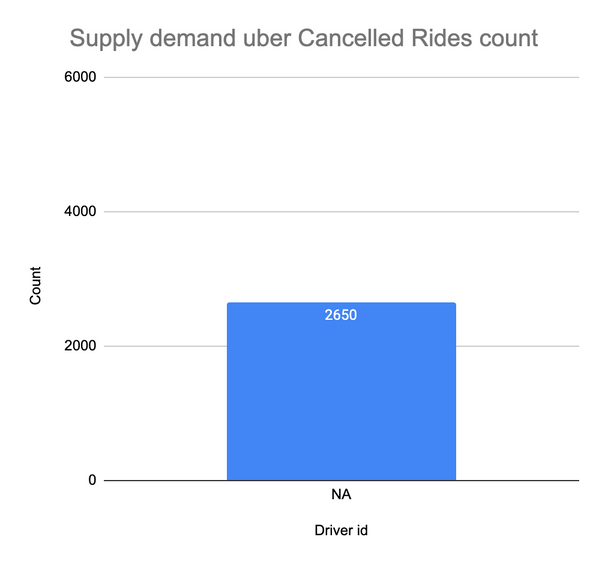 Supply demand uber Cancelled Rides count
6000
4000
Count
2650
2000
0
NA
Driver id